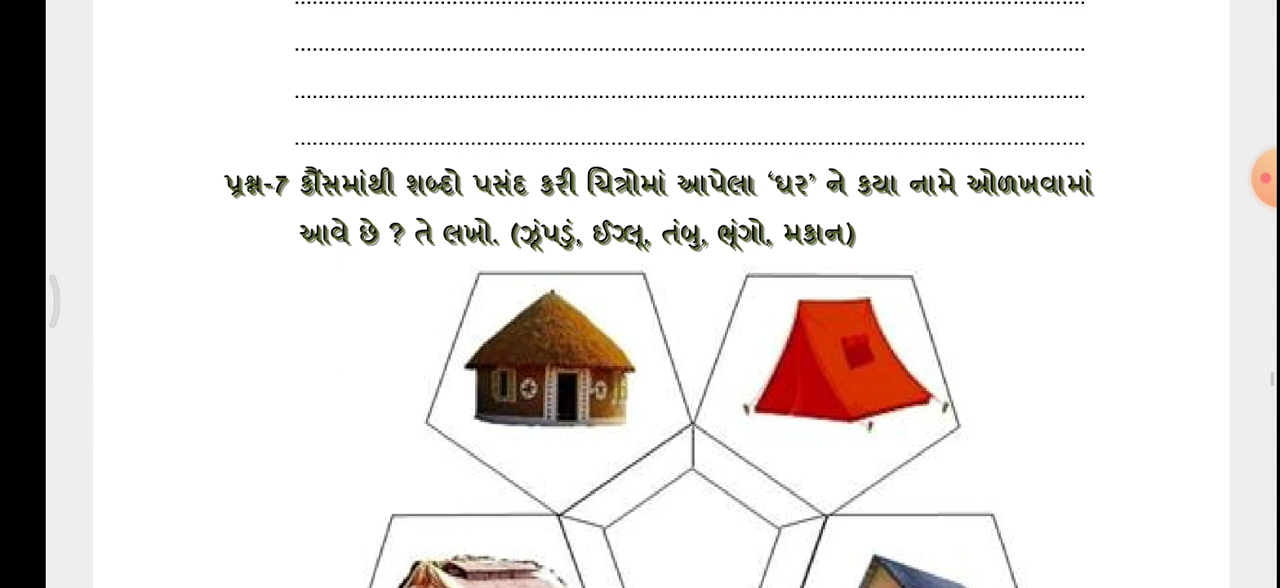 પ્રશ્ન-7 કૌંસમાંથી શબ્દો પસંદ કરી ચિત્રોમાં આપેલા ‘ઘર’ ને કયા નામે ઓળખવામાં
આવે છે ? તે લખો. (ઝૂંપડું, ઈગ્લૂ, તંબુ, ભૂંગો, મકાન)